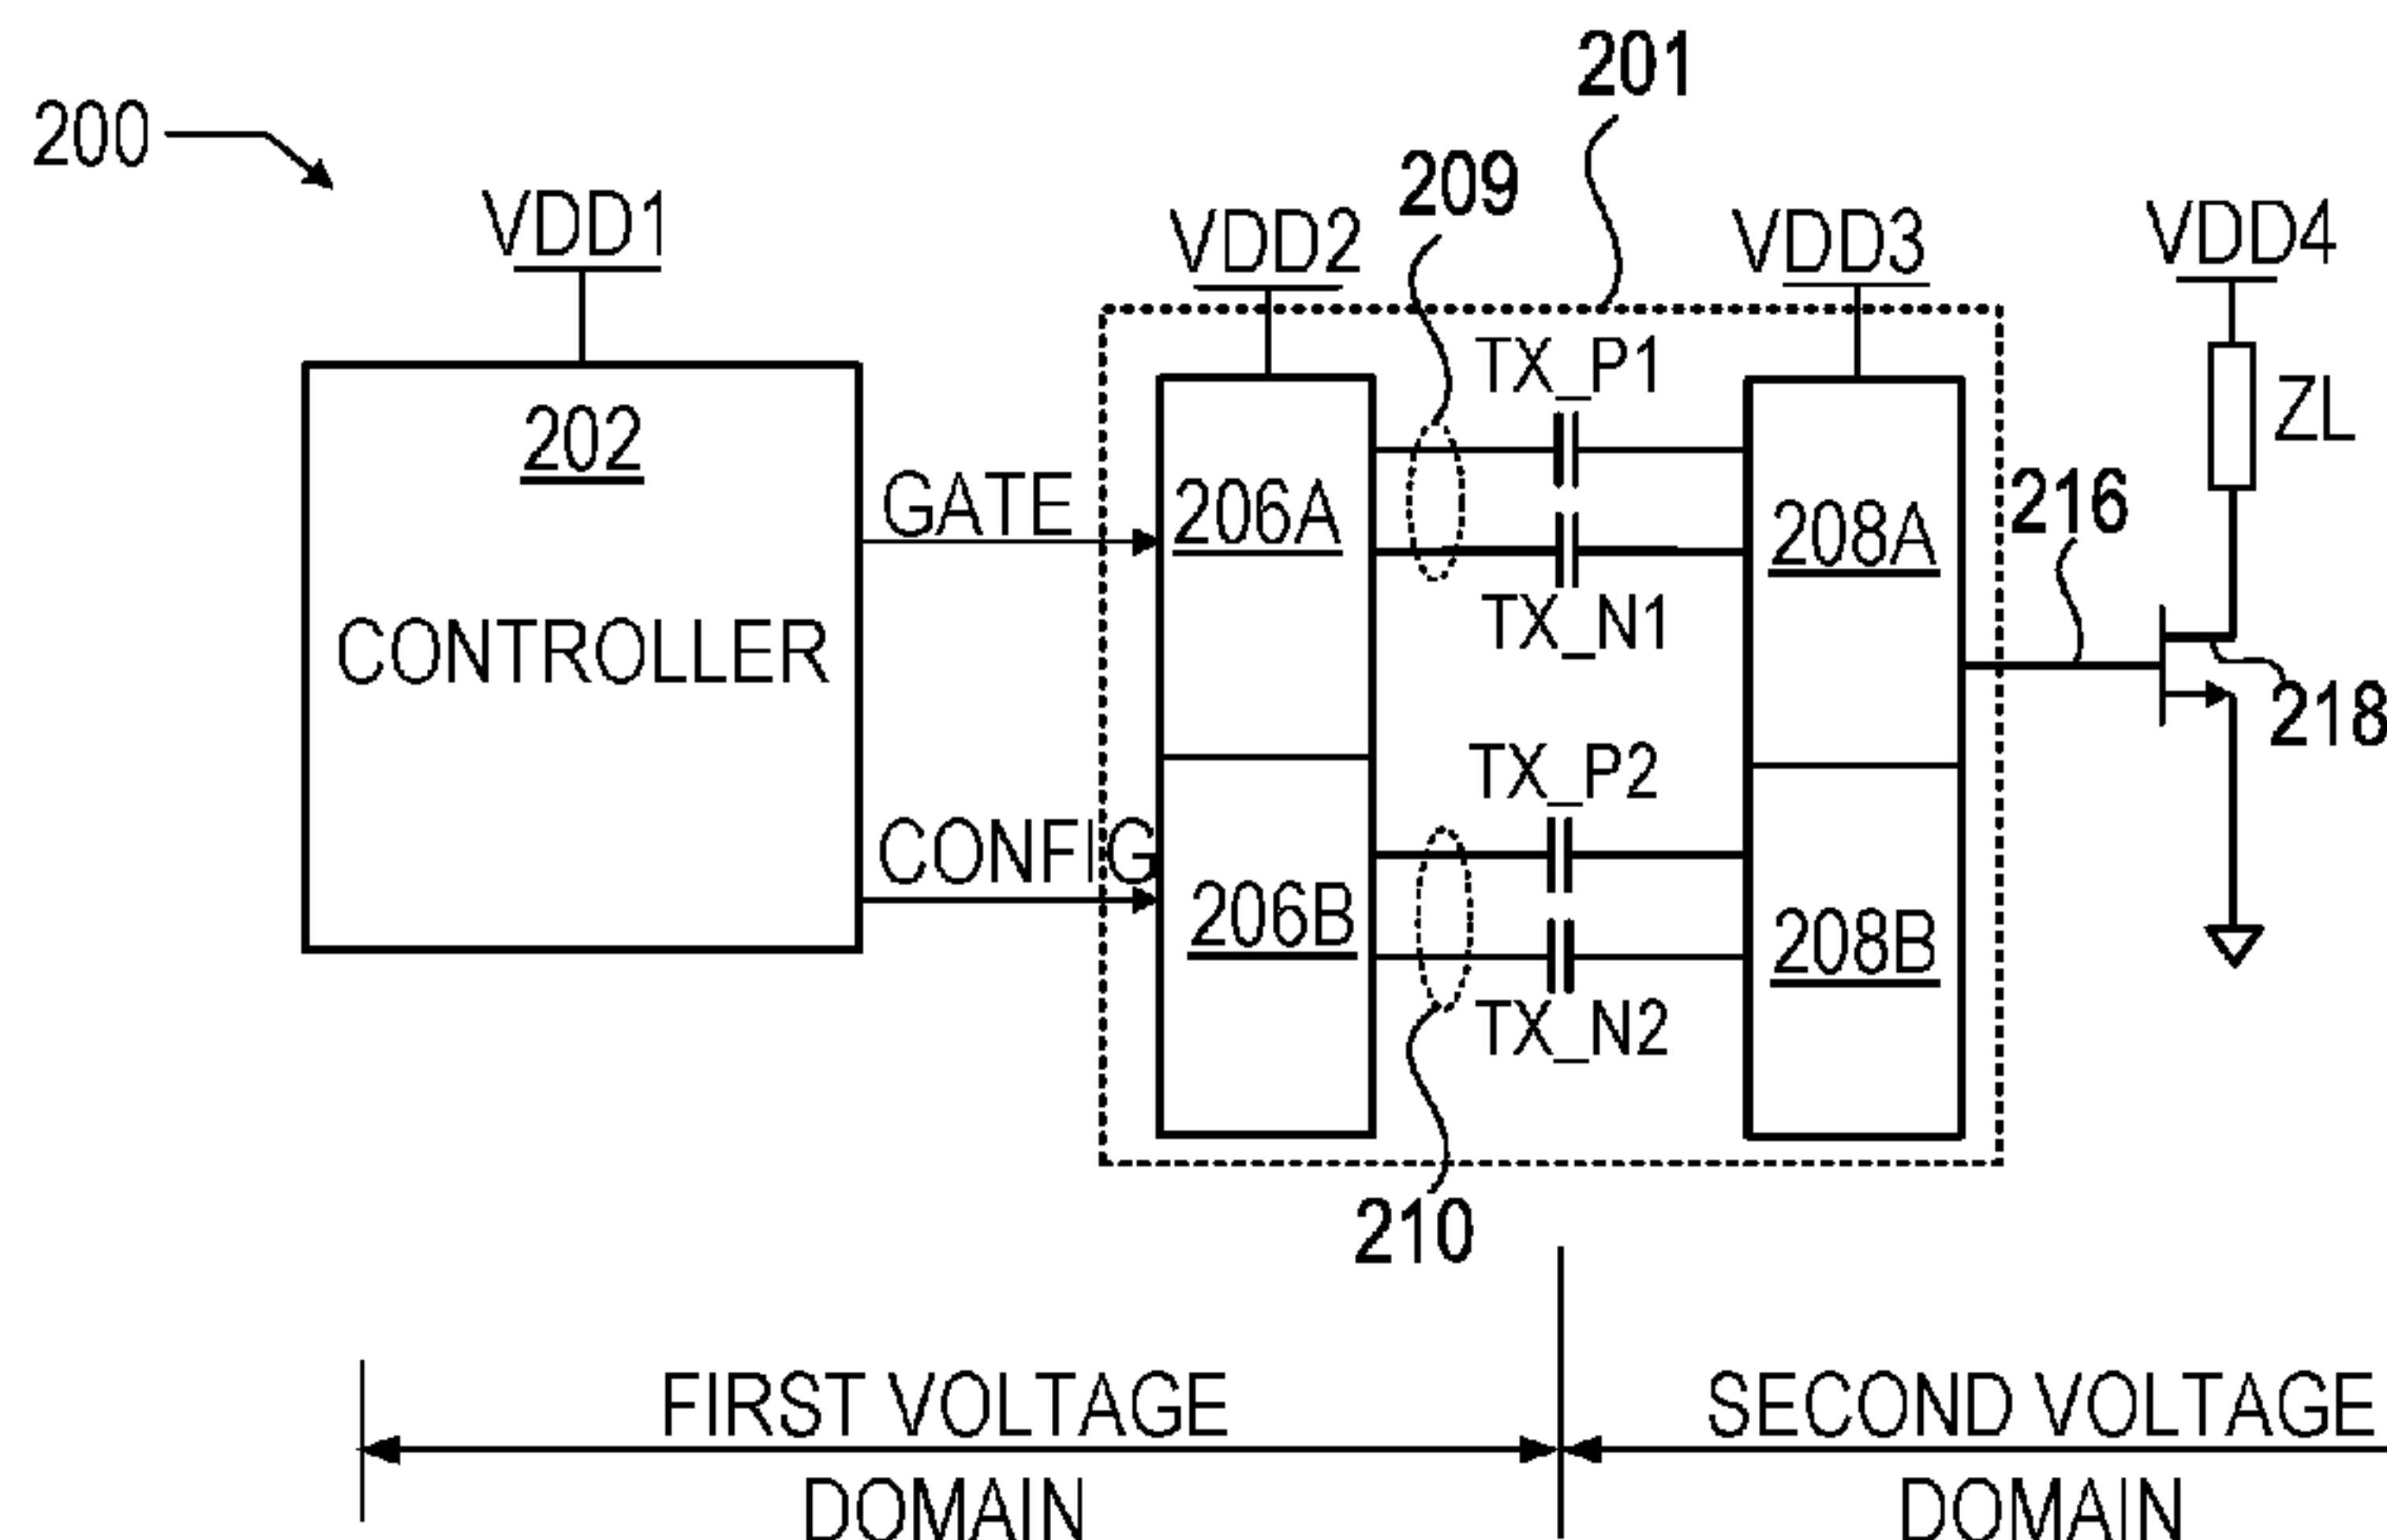 201
200
209
VDD1
VDD2
VDD3
VDD4
TX_P1
ZL
202
GATE
206A
208A
216
TX_N1
CONTROLLER
218
TX_P2
CONFIG
206B
208B
TX_N2
210
FIRST VOLTAGE
DOMAIN
SECOND VOLTAGE
DOMAIN